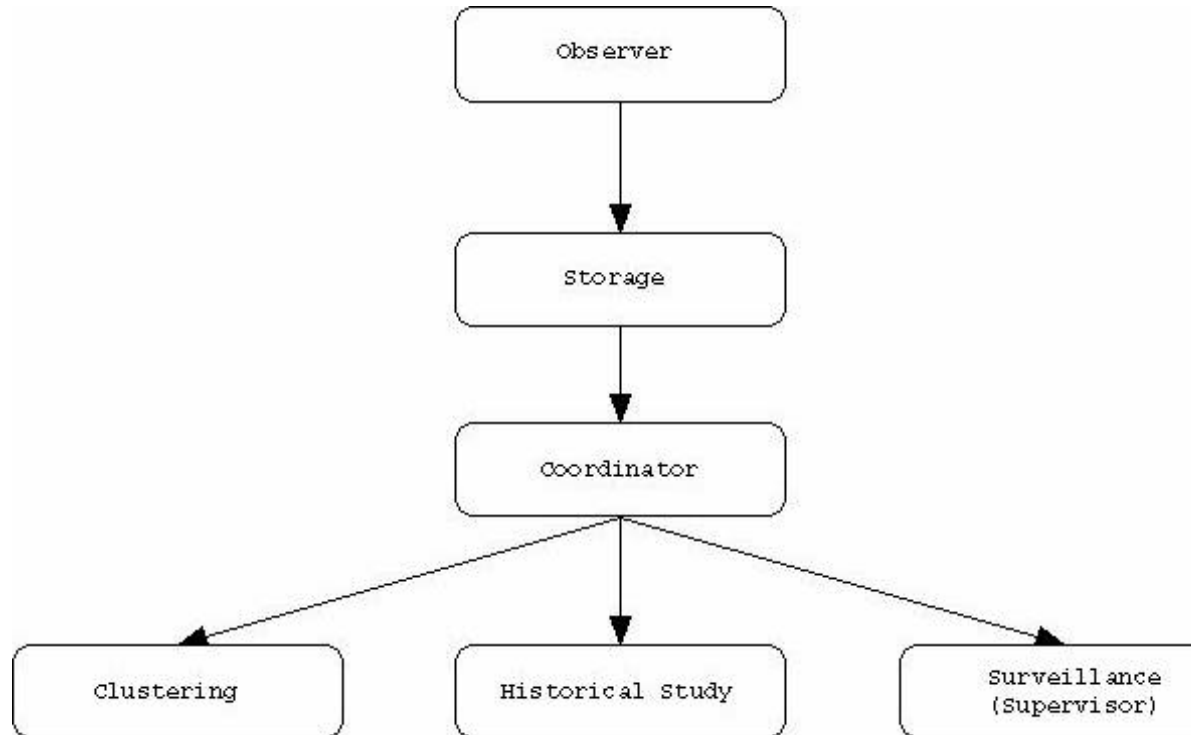 Observer
Storage
Coordinator
Clustering
Historical Study
Surveillance
(Supervisor)